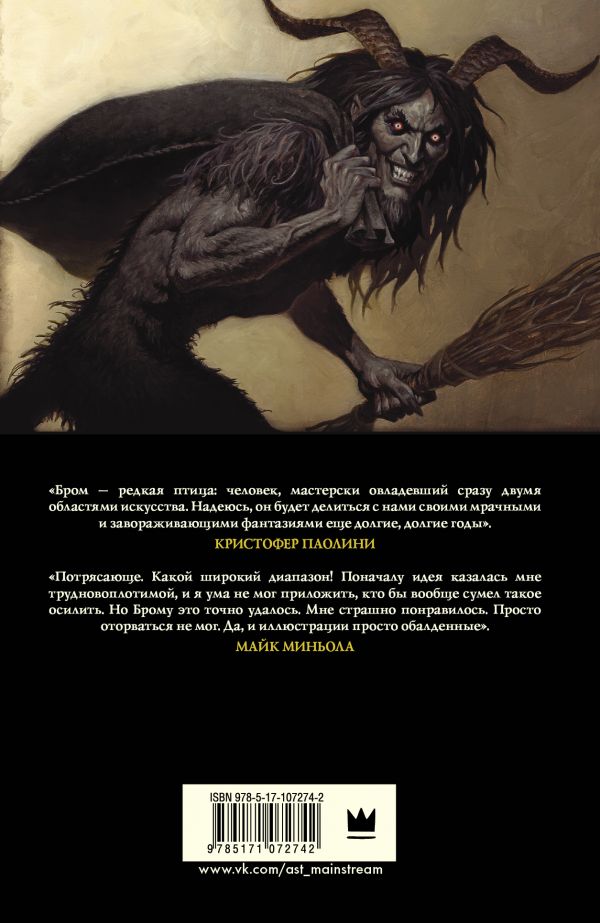 «Бром — редкая птица: человек, мастерски овладевший сразу двумя
областями искусства. Надеюсь, он будет делиться с нами своими мрачными
и завораживающими фантазиями еще долгие, долгие годы».
КРИСТОФЕР ПАОЛИНИ
«Потрясающе. Какой широкий диапазон! Поначалу идея казалась мне
трудновоплотимой, и я ума не мог приложить, кто бы вообще сумел такое
осилить. Но Брому это точно удалось. Мне страшно понравилось. Просто
оторваться не мог. Да, и иллюстрации просто обалденные».
МАЙК МИНЬОЛА
ISBN 978-5-17-107274-2
9785171072742
www.vk.com/ast_mainstream